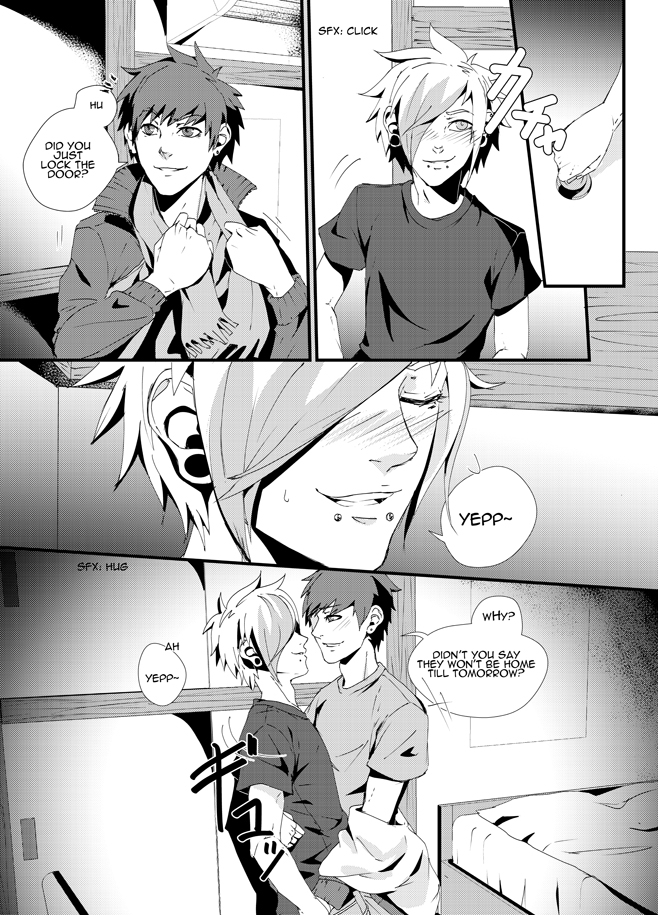 SFX: CLICK
カチャ
HU
DID YOU
JUST
LOCK THE
DOOR?
YEPP~
SFX: HUG
AH
YEPP~
WHY?
DIDN'T YOU SAY
THEY WON'T BE HOME
TILL TOMORROW?
ギュッ